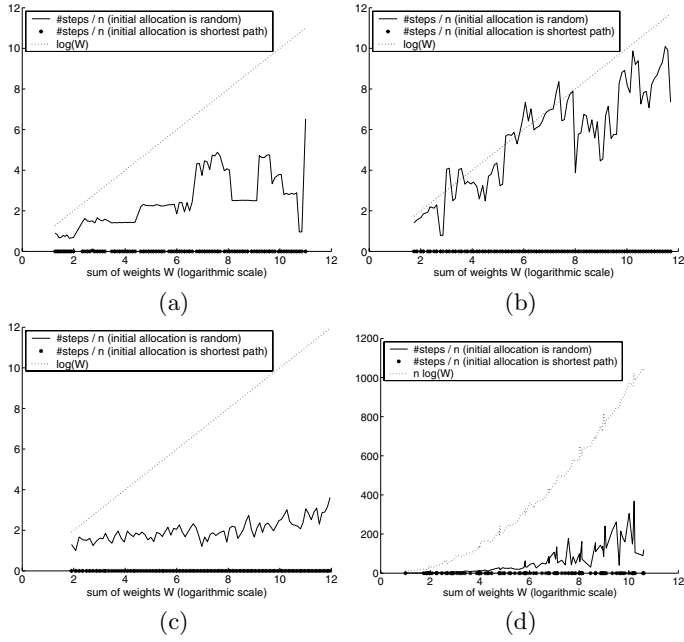 12
#steps / n (initial allocation is random)
#steps / n (initial allocation is shortest path)
log(W)
10
8
6
4
2
0
0 2 4 6 8 10 12
sum of weights W (logarithmic scale)
(a)
12
#steps / n (initial allocation is random)
#steps / n (initial allocation is shortest path)
log(W)
10
8
6
4
2
0
0 2 4 6 8 10 12
sum of weights W (logarithmic scale)
(b)
12
#steps / n (initial allocation is random)
#steps / n (initial allocation is shortest path)
log(W)
10
8
6
4
2
0
0 2 4 6 8 10 12
sum of weights W (logarithmic scale)
(c)
1200
#steps / n (initial allocation is random)
#steps / n (initial allocation is shortest path)
n log(W)
1000
800
600
400
200
0
0 2 4 6 8 10 12
sum of weights W (logarithmic scale)
(d)